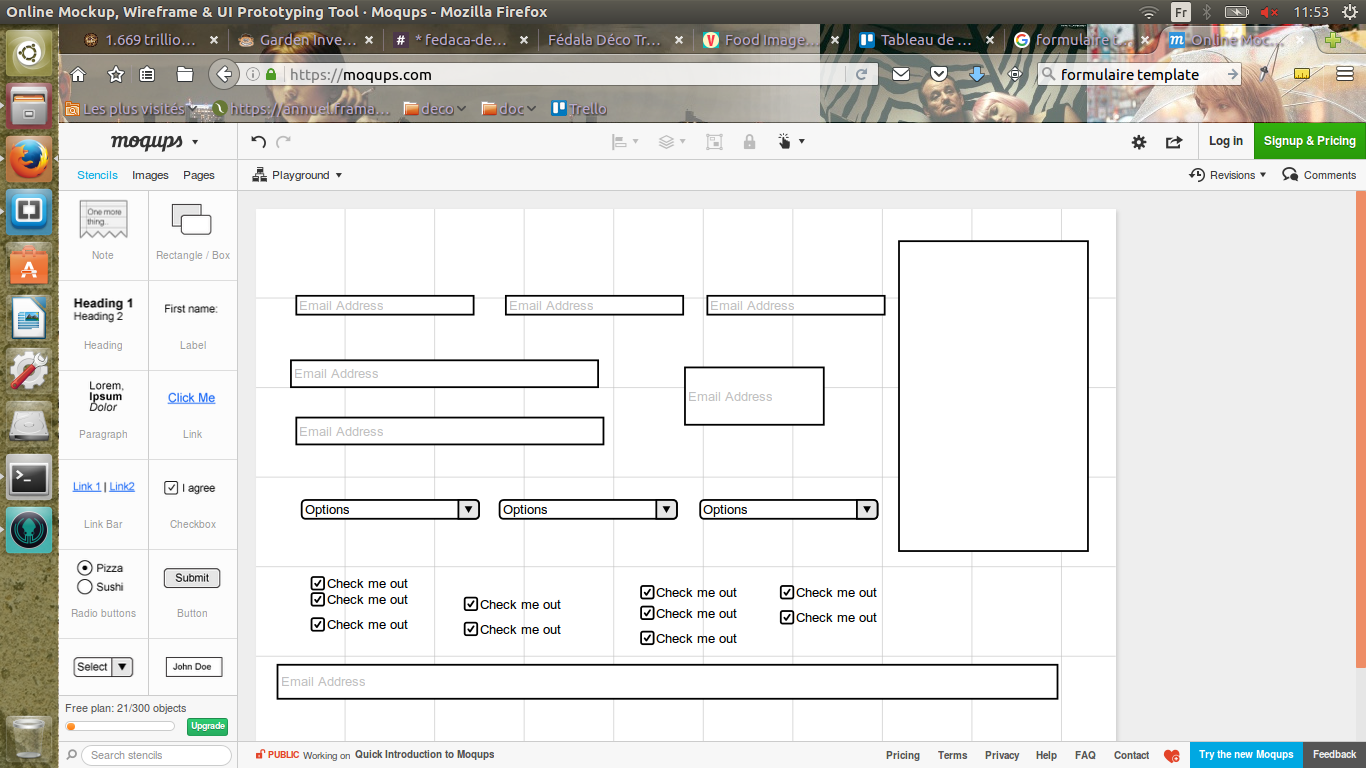 Online Mockup, Wireframe & UI Prototyping Tool · Moqups - Mozilla Firefox
Fr
11:53
1.669 trillio...
Garden Inve...
* fedaca-de...
Fédala Déco Tr...
Food Image...
Tableau de ...
formulaire t...
Online Moc...
https://moqups.com
formulaire template
Les plus visités
https://annuel.frama...
deco
doc
Trello
moqups
Log in
Signup & Pricing
Stencils Images Pages
Playground
Revisions
Comments
One more
thing...
Note
Rectangle / Box
Heading 1
Heading 2
Heading
First name:
Label
Lorem,
Ipsum
Dolor
Paragraph
Click Me
Link
Link 1 | Link2
Link Bar
I agree
Checkbox
Pizza
Sushi
Radio buttons
Submit
Button
Select
John Doe
Free plan: 21/300 objects
Upgrade
Search stencils
Email Address
Email Address
Email Address
Email Address
Email Address
Email Address
Options
Options
Options
Check me out
Check me out
Check me out
Check me out
Check me out
Check me out
Check me out
Check me out
Check me out
Check me out
Email Address
PUBLIC Working on Quick Introduction to Moqups
Pricing
Terms
Privacy
Help
FAQ
Contact
Try the new Moqups
Feedback